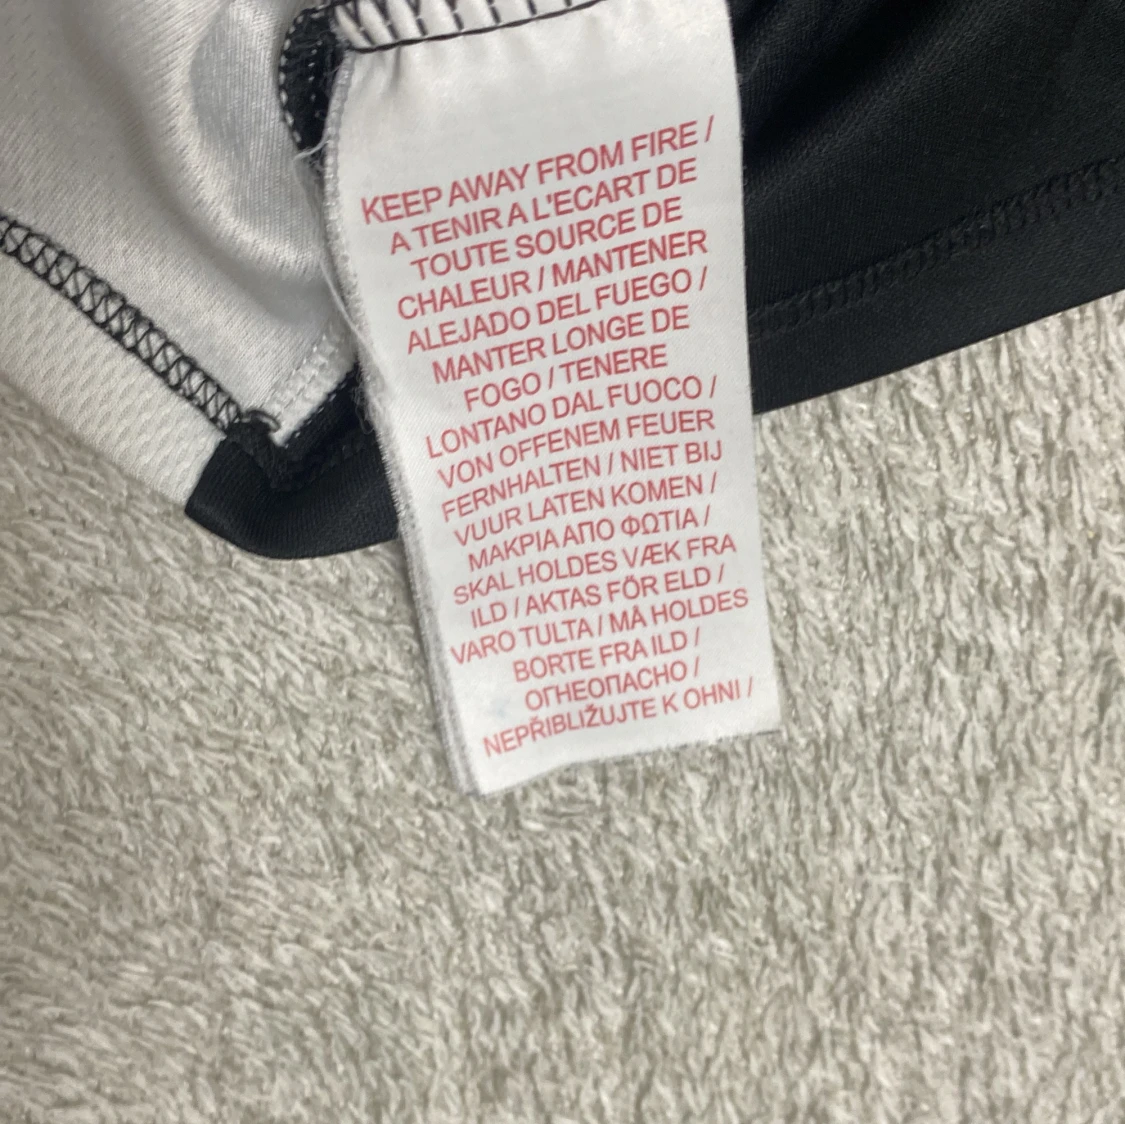 KEEP AWAY FROM FIRE /
A TENIR A L'ECART DE
TOUTE SOURCE DE
CHALEUR / MANTENER
ALEJADO DEL FUEGO /
MANTER LONGE DE
FOGO / TENERE
LONTANO DAL FUOCO /
VON OFFENEM FEUER
FERNHALTEN / NIET BIJ
VUUR LATEN KOMEN /
ΜΑΚΡΙΑ ΑΠΟ ΦΩΤΙΑ /
SKAL HOLDES VÆK FRA
ILD / AKTAS FÖR ELD /
VARO TULTA / MÅ HOLDES
BORTE FRA ILD /
ОГНЕОПАСНО /
NEPŘIBLIŽUJTE K OHNI /